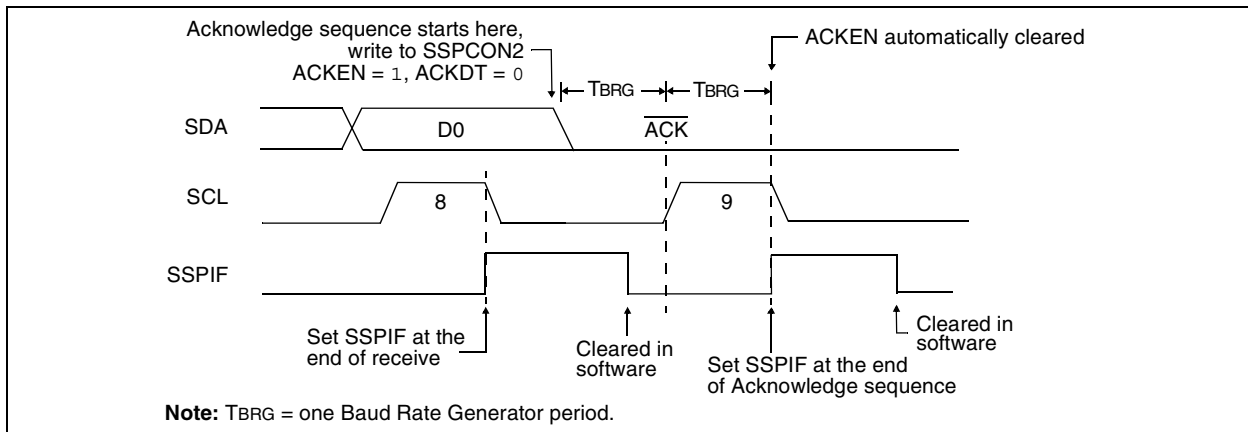 Acknowledge sequence starts here,
write to SSPCON2
ACKEN = 1, ACKDT = 0
ACKEN automatically cleared
TBRG
TBRG
SDA
D0
ACK
SCL
8
9
SSPIF
Set SSPIF at the
end of receive
Cleared in
software
Set SSPIF at the end
of Acknowledge sequence
Cleared in
software
Note: TBRG = one Baud Rate Generator period.